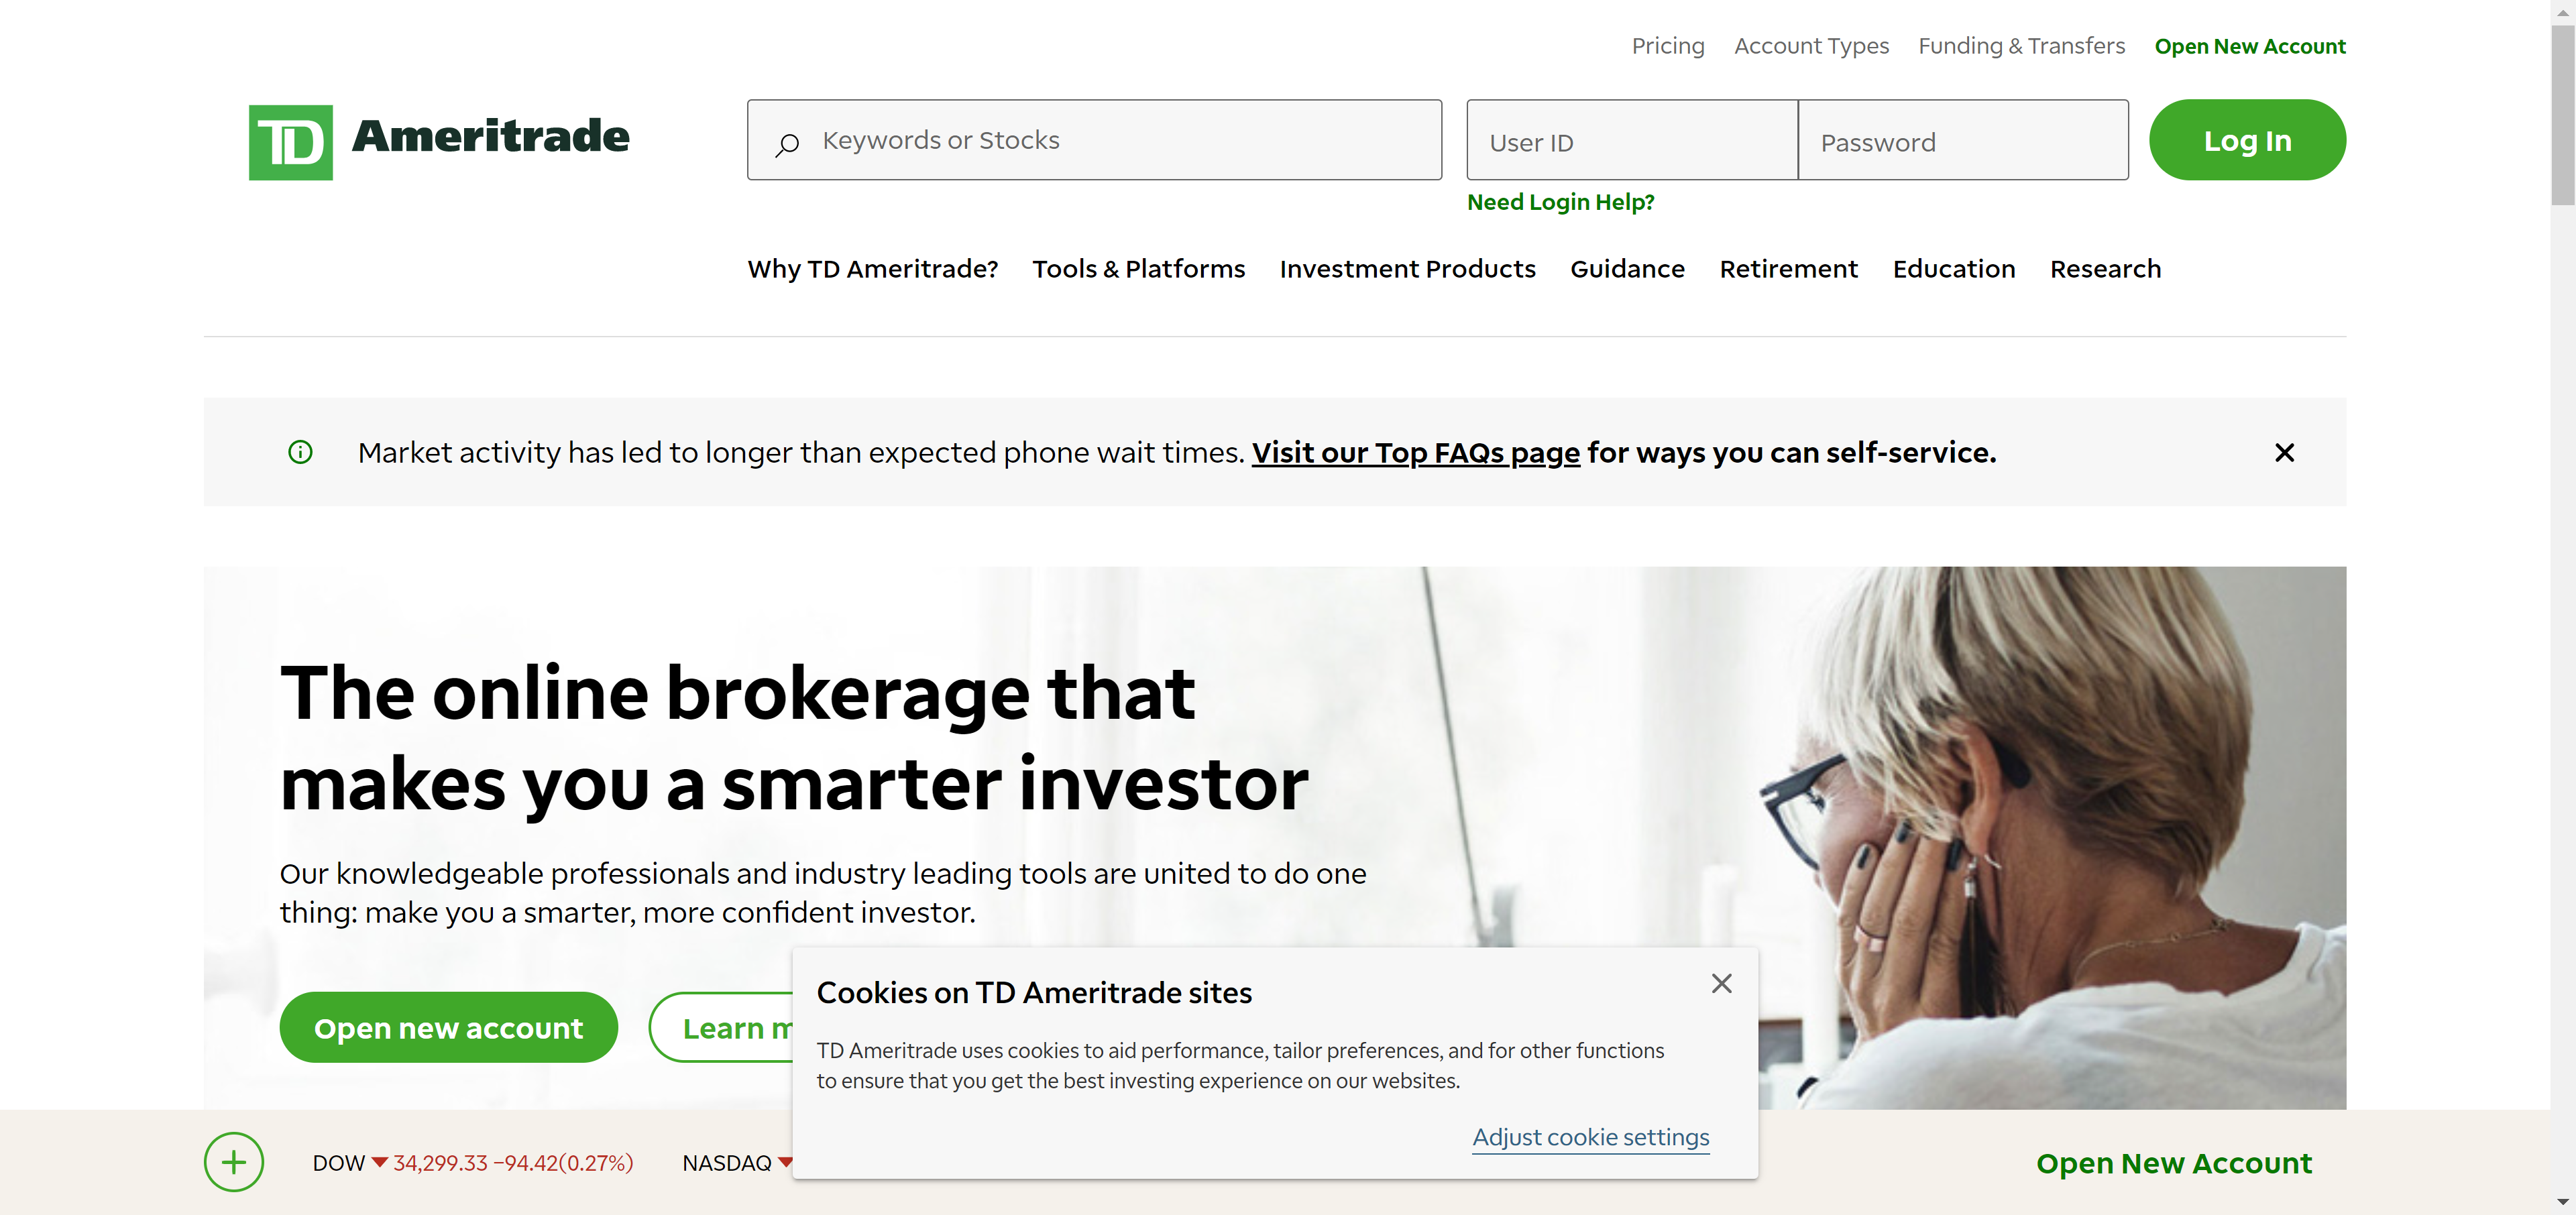 Pricing Account Types Funding & Transfers Open New Account
TD Ameritrade
Keywords or Stocks
User ID
Password
Log In
Need Login Help?
Why TD Ameritrade? Tools & Platforms Investment Products Guidance Retirement Education Research
Market activity has led to longer than expected phone wait times. Visit our Top FAQs page for ways you can self-service.
The online brokerage that
makes you a smarter investor
Our knowledgeable professionals and industry leading tools are united to do one
thing: make you a smarter, more confident investor.
Open new account
Learn
Cookies on TD Ameritrade sites
TD Ameritrade uses cookies to aid performance, tailor preferences, and for other functions
to ensure that you get the best investing experience on our websites.
Adjust cookie settings
DOW 34,299.33 −94.42(0.27%) NASDAQ
Open New Account